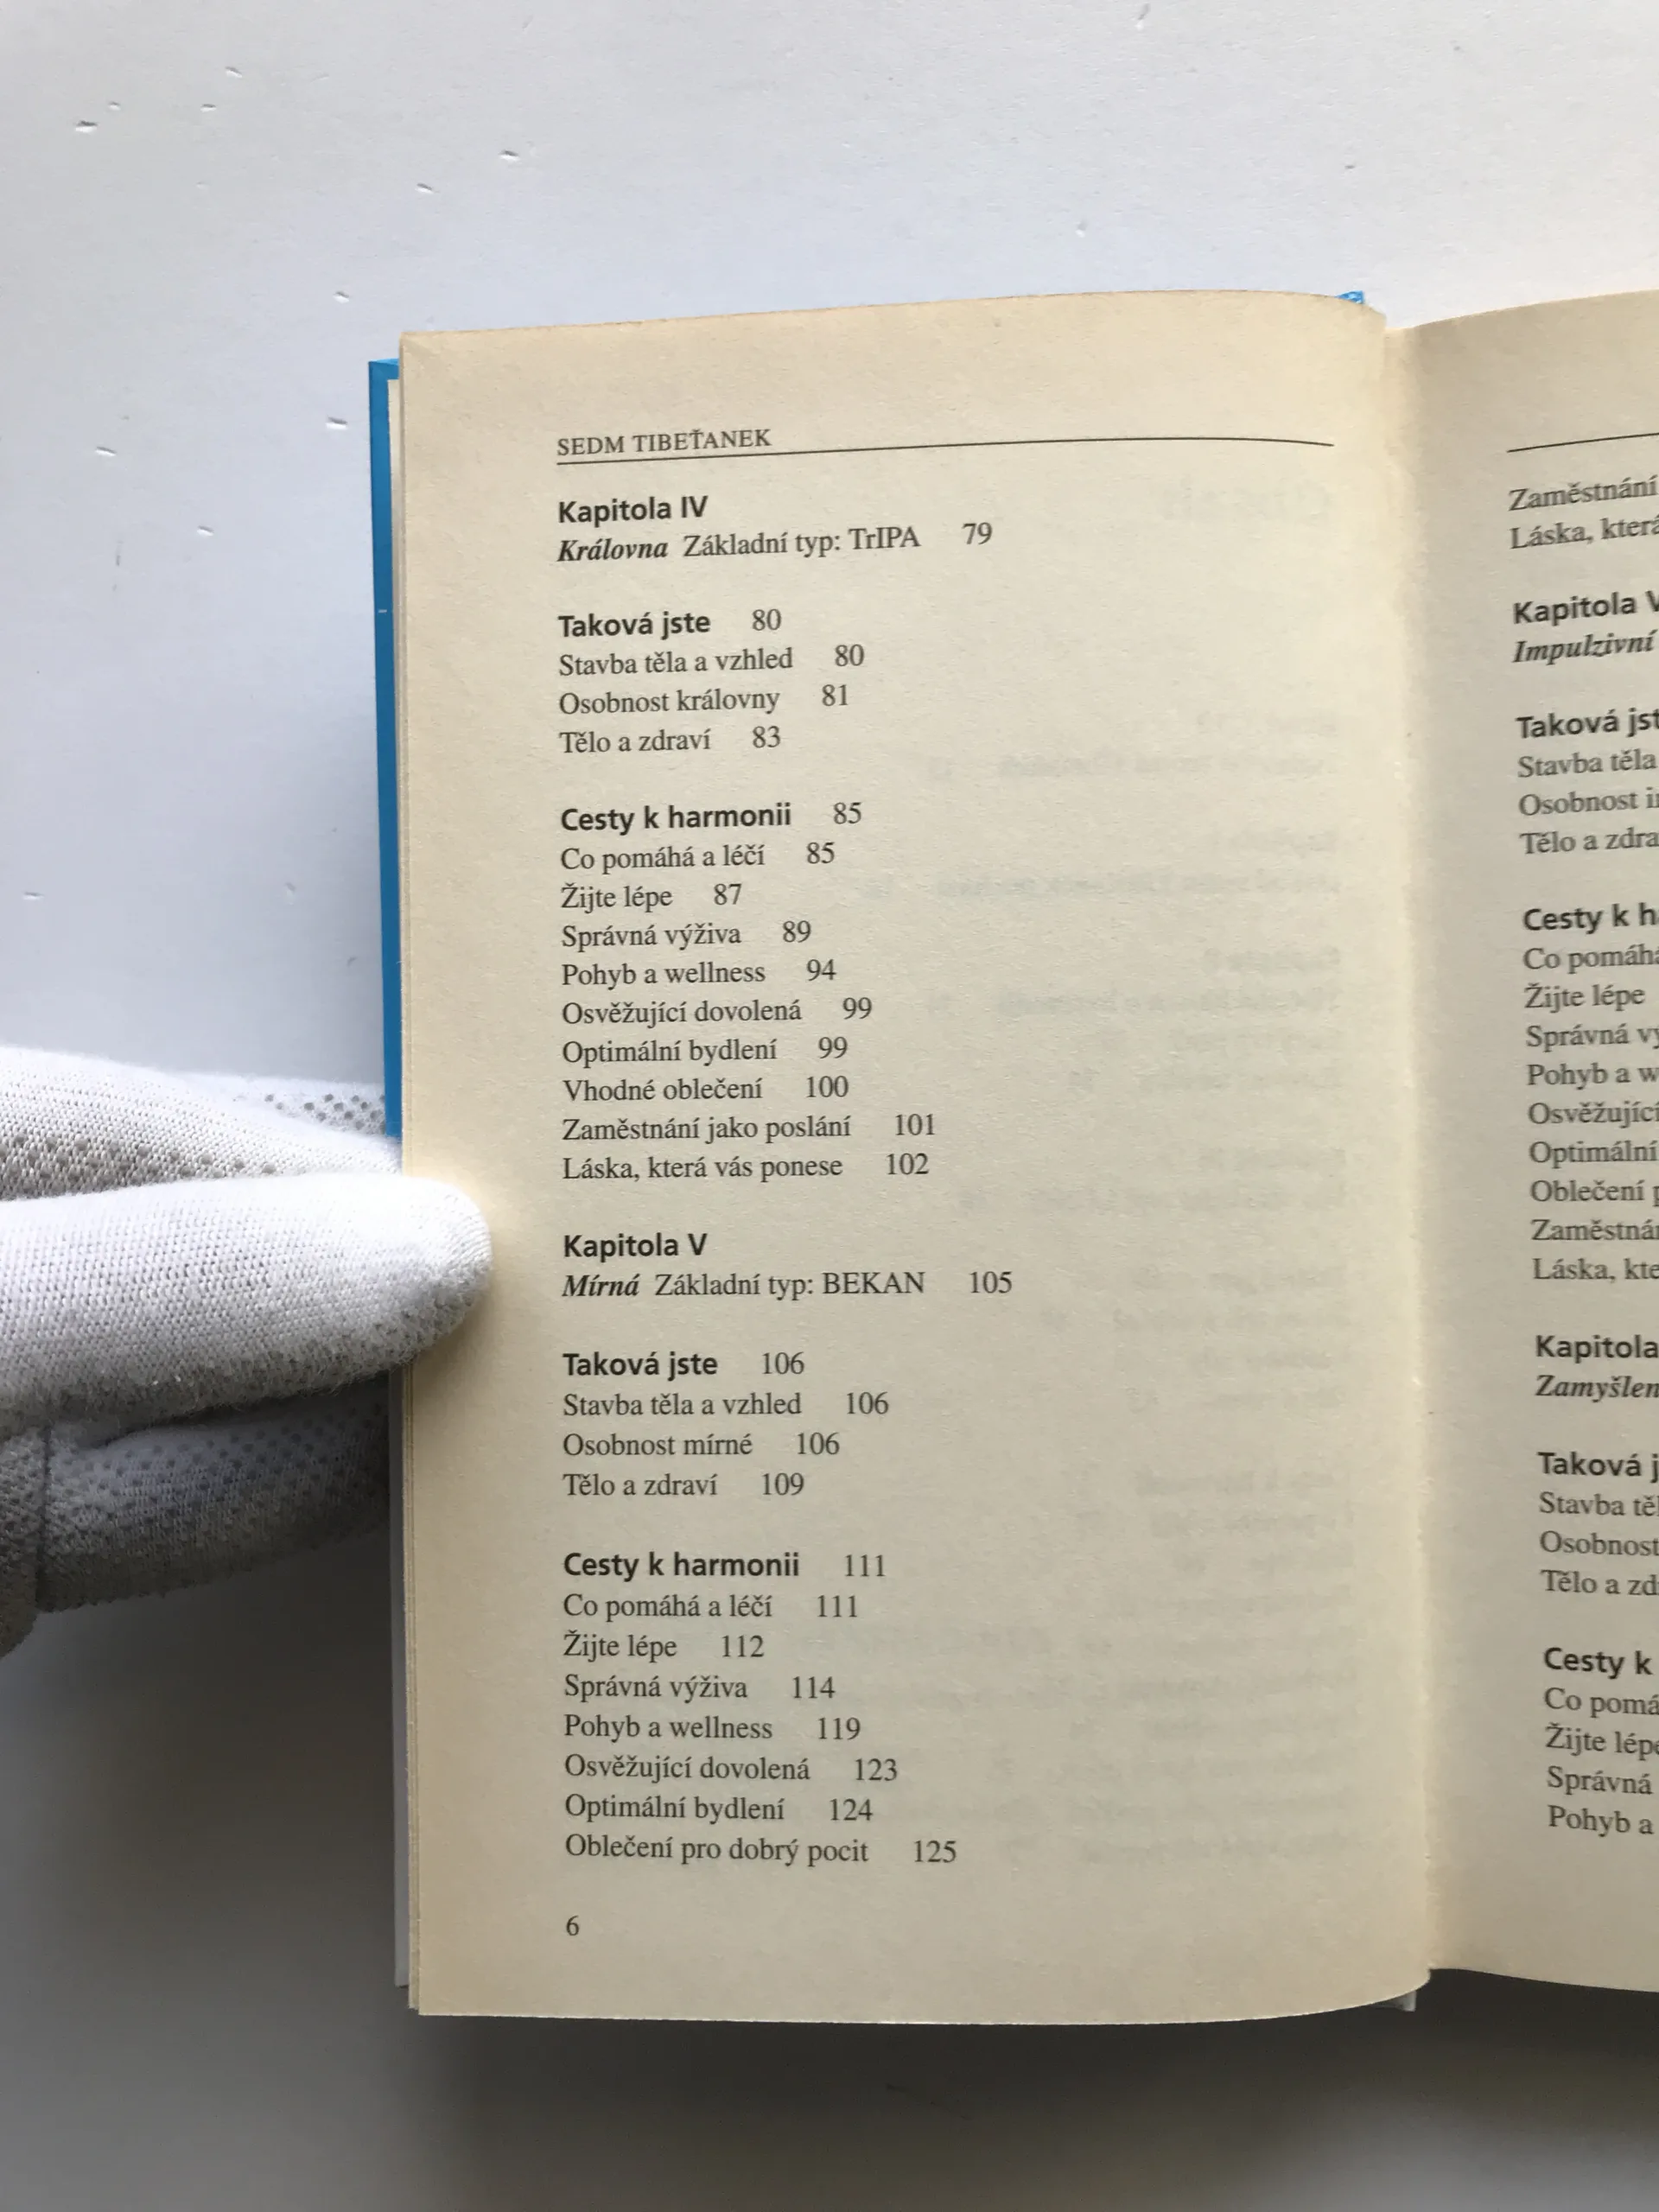 SEDM TIBEŤANEK
Kapitola IV
Královna Základní typ: TrIPA 79
Taková jste 80
Stavba těla a vzhled 80
Osobnost královny 81
Tělo a zdraví 83
Cesty k harmonii 85
Co pomáhá a léčí 85
Žijte lépe 87
Správná výživa 89
Pohyb a wellness 94
Osvěžující dovolená 99
Optimální bydlení 99
Vhodné oblečení 100
Zaměstnání jako poslání 101
Láska, která vás ponese 102
Kapitola V
Mírná Základní typ: BEKAN 105
Taková jste 106
Stavba těla a vzhled 106
Osobnost mírné 106
Tělo a zdraví 109
Cesty k harmonii 111
Co pomáhá a léčí 111
Žijte lépe 112
Správná výživa 114
Pohyb a wellness 119
Osvěžující dovolená 123
Optimální bydlení 124
Oblečení pro dobrý pocit 125
6
Zaměstnání
Láska,
Kapitola
Impulzivní
Taková
Stavba těla
Osobnost
Tělo a
Cesty k
Co
Žijte lépe
Správná
Pohyb a
Optimální
Oblečení
Láska,
Kapitola
Taková
Stavba
Osobnost
Tělo a
Cesty k
Co
Žijte
Správná
Pohyb a